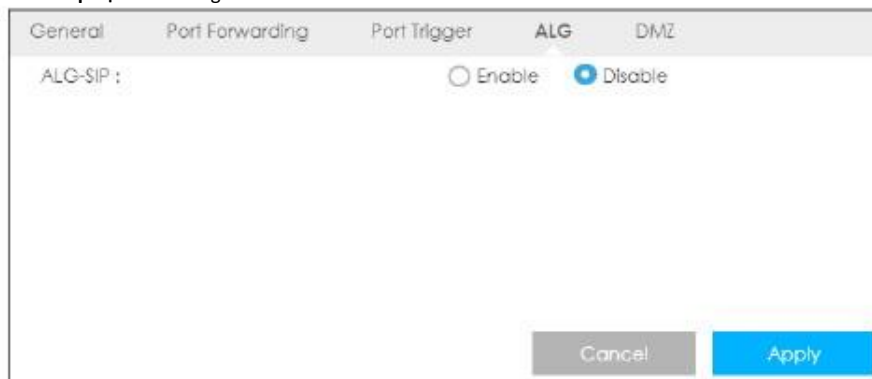 General Port Forwarding Port Trigger ALG DMZ
ALG-SIP : Enable Disable
Cancel Apply